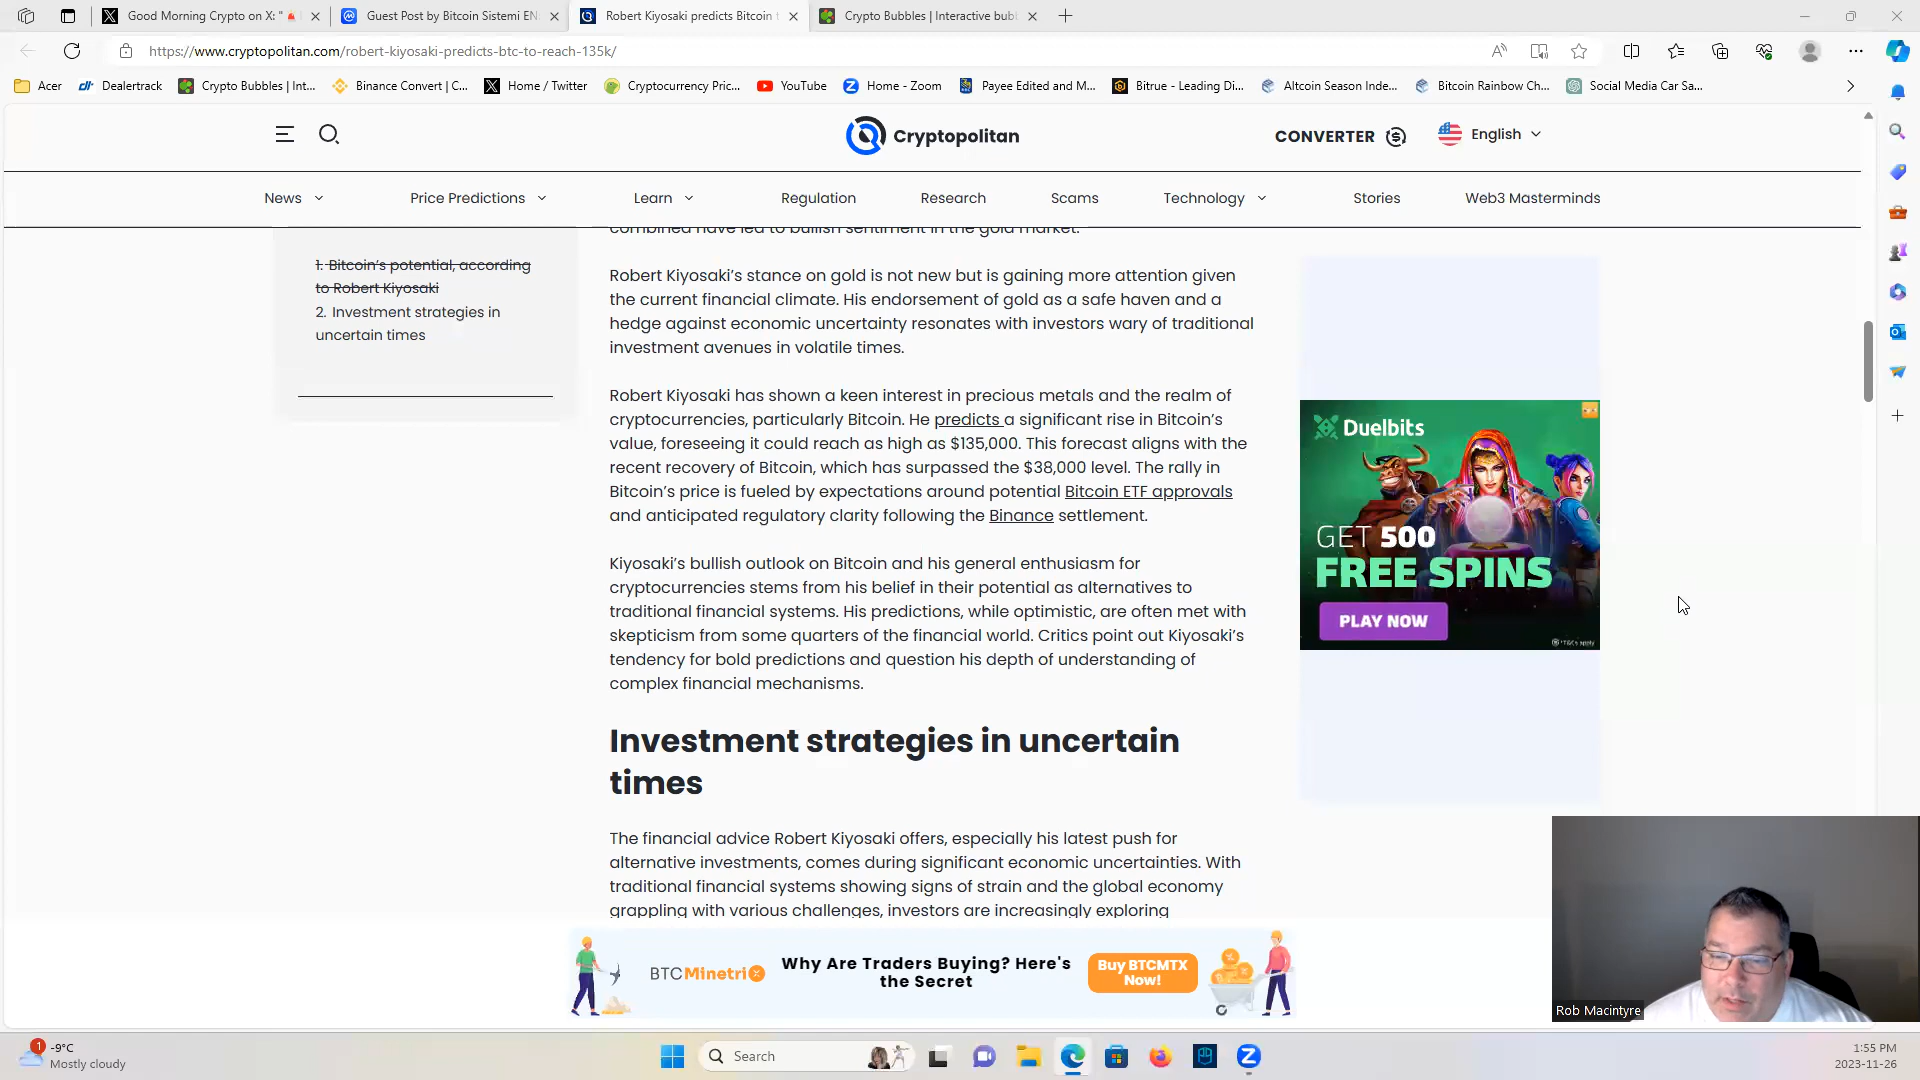 Good Morning Crypto on X: "
Guest Post by Bitcoin Sistemi EN
Robert Kiyosaki predicts Bitcoin t
Crypto Bubbles | Interactive bubb
https://www.cryptopolitan.com/robert-kiyosaki-predicts-btc-to-reach-135k/
Acer
Dealertrack
Crypto Bubbles | Int...
Binance Convert | C...
Home / Twitter
Cryptocurrency Pric...
YouTube
Home - Zoom
Payee Edited and M...
Bitrue - Leading Di...
Altcoin Season Inde...
Bitcoin Rainbow Ch...
Social Media Car Sa...
Cryptopolitan
CONVERTER
English
News
Price Predictions
Learn
Regulation
Research
Scams
Technology
Stories
Web3 Masterminds
1. Bitcoin's potential, according
to Robert Kiyosaki
2. Investment strategies in
uncertain times
combined have led to bullish sentiment in the gold market.
Robert Kiyosaki's stance on gold is not new but is gaining more attention given
the current financial climate. His endorsement of gold as a safe haven and a
hedge against economic uncertainty resonates with investors wary of traditional
investment avenues in volatile times.
Robert Kiyosaki has shown a keen interest in precious metals and the realm of
cryptocurrencies, particularly Bitcoin. He predicts a significant rise in Bitcoin's
value, foreseeing it could reach as high as $135,000. This forecast aligns with the
recent recovery of Bitcoin, which has surpassed the $38,000 level. The rally in
Bitcoin's price is fueled by expectations around potential Bitcoin ETF approvals
and anticipated regulatory clarity following the Binance settlement.
Kiyosaki's bullish outlook on Bitcoin and his general enthusiasm for
cryptocurrencies stems from his belief in their potential as alternatives to
traditional financial systems. His predictions, while optimistic, are often met with
skepticism from some quarters of the financial world. Critics point out Kiyosaki's
tendency for bold predictions and question his depth of understanding of
complex financial mechanisms.
Investment strategies in uncertain
times
The financial advice Robert Kiyosaki offers, especially his latest push for
alternative investments, comes during significant economic uncertainties. With
traditional financial systems showing signs of strain and the global economy
grappling with various challenges, investors are increasingly exploring
Duelbits
GET 500
FREE SPINS
PLAY NOW
BTCMinetrix
Why Are Traders Buying? Here's
the Secret
Buy BTCMTX
Now!
Rob Macintyre
1
-9°C
Mostly cloudy
Search
1:55 PM
2023-11-26